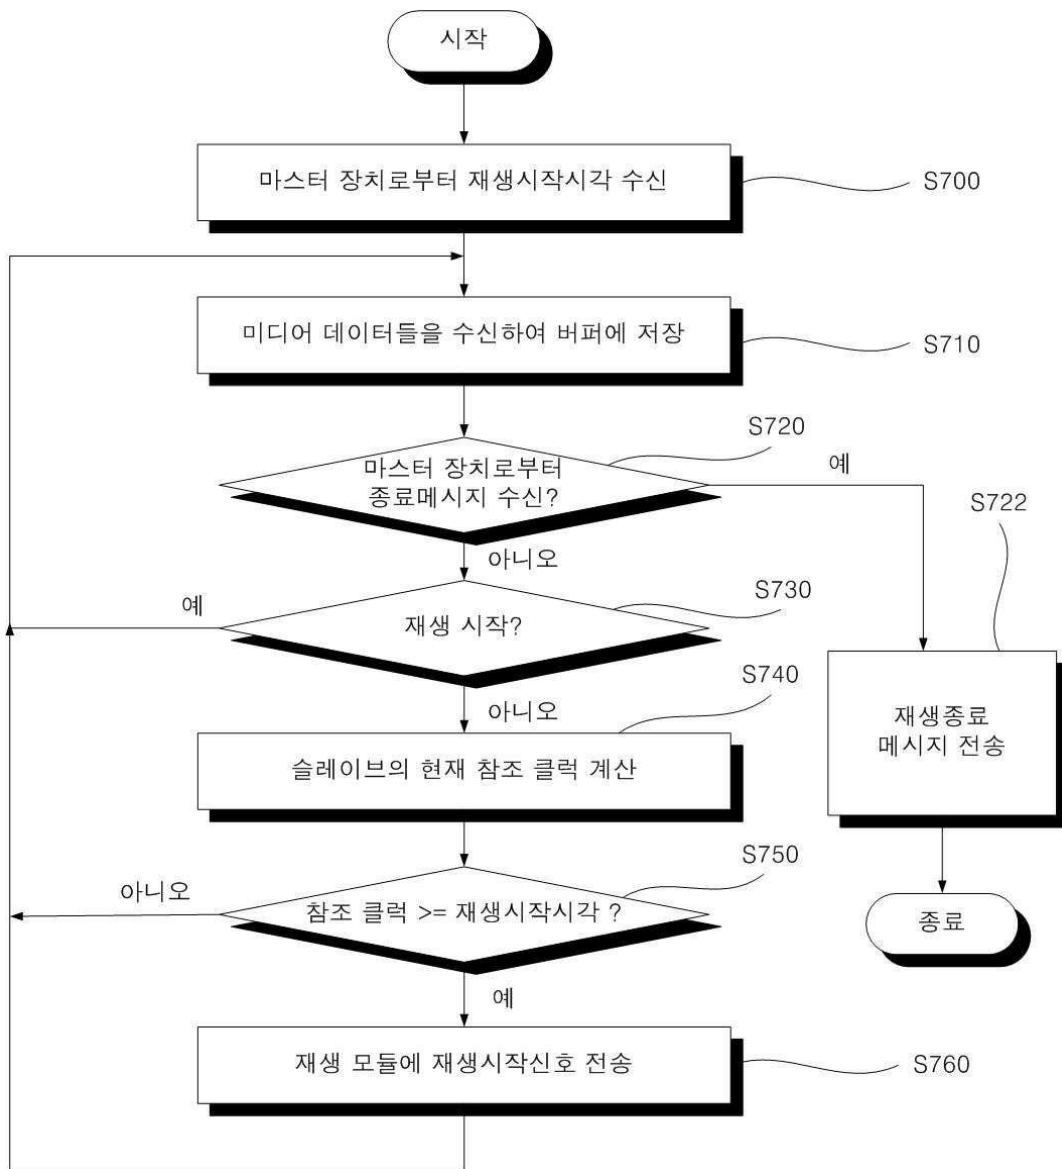 시작
마스터 장치로부터 재생시작시각 수신
S700
미디어 데이터들을 수신하여 버퍼에 저장
S710
S720
마스터 장치로부터
종료메시지 수신?
예
S722
아니오
S730
예
재생 시작?
S740
아니오
재생종료
메시지 전송
슬레이브의 현재 참조 클럭 계산
S750
아니오
참조 클럭 >= 재생시작시각 ?
종료
예
재생 모듈에 재생시작신호 전송
S760